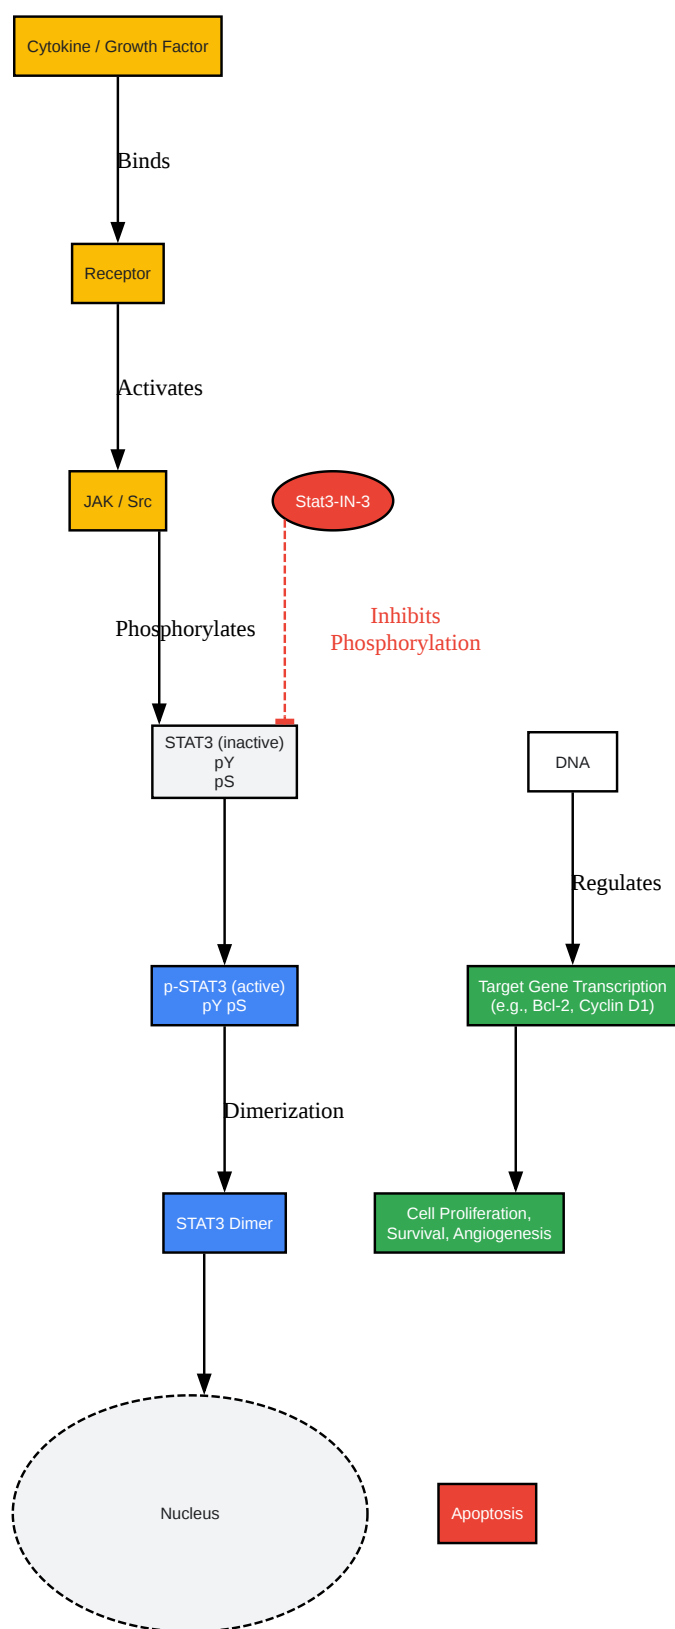 Cytokine / Growth Factor
Binds
Receptor
Activates
JAK / Src
Stat3-IN-3
Phosphorylates
Inhibits
Phosphorylation
STAT3 (inactive)
pY
pS
DNA
Regulates
p-STAT3 (active)
pY pS
Target Gene Transcription
(e.g., Bcl-2, Cyclin D1)
Dimerization
STAT3 Dimer
Cell Proliferation,
Survival, Angiogenesis
Nucleus
Apoptosis